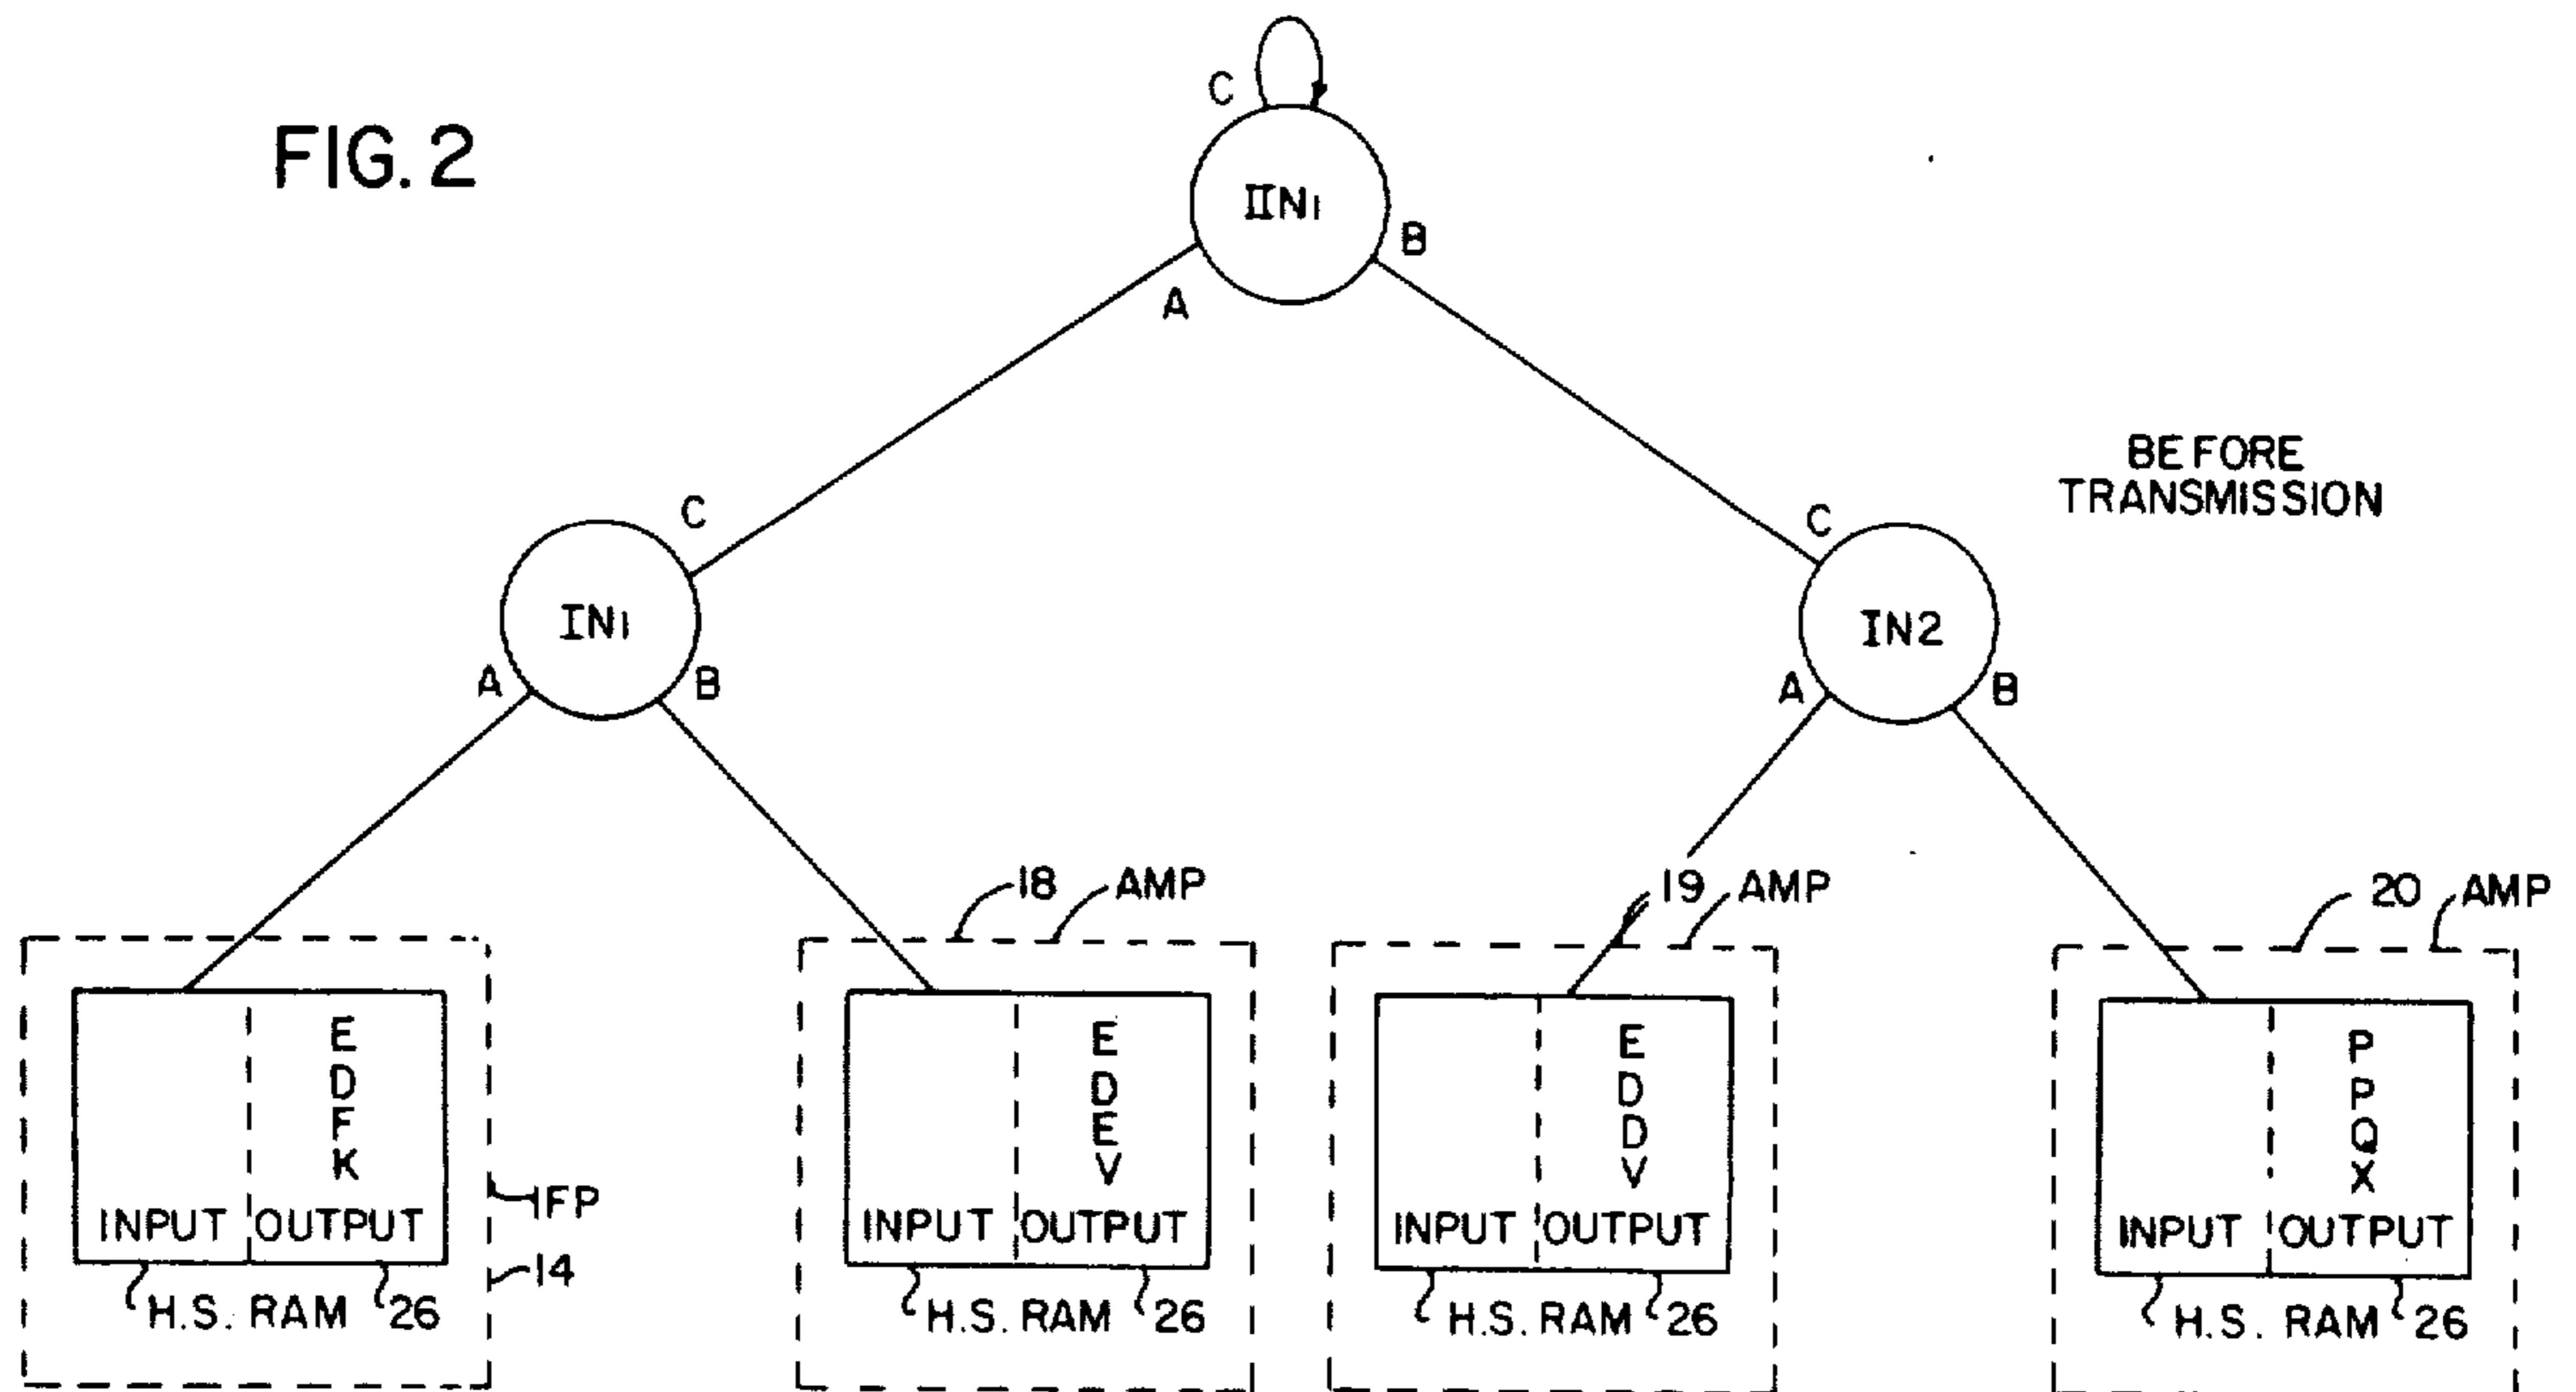 FIG. 2
C
IIN1
B
A
BEFORE
TRANSMISSION
C
C
IN1
IN2
A
B
A
B
18
AMP
19
AMP
20
AMP
E
D
F
K
INPUT
OUTPUT
IFP
14
H.S. RAM
26
E
D
E
V
INPUT
OUTPUT
H.S. RAM
26
E
D
D
V
INPUT
OUTPUT
H.S. RAM
26
P
P
Q
X
INPUT
OUTPUT
H.S. RAM
26